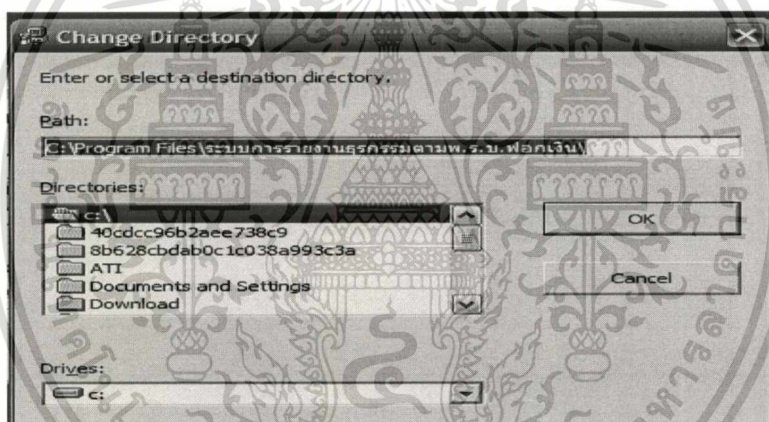 Change Directory
Enter or select a destination directory.
Path:
C:\Program Files\ระบบการรายงานธุรกรรมตามพ.ร.บ.ฟอกเงิน\
Directories:
c:\
40cdcc96b2aee738c9
8b628cbdab0c1c038a993c3a
ATI
Documents and Settings
Download
OK
Cancel
Drives:
c: